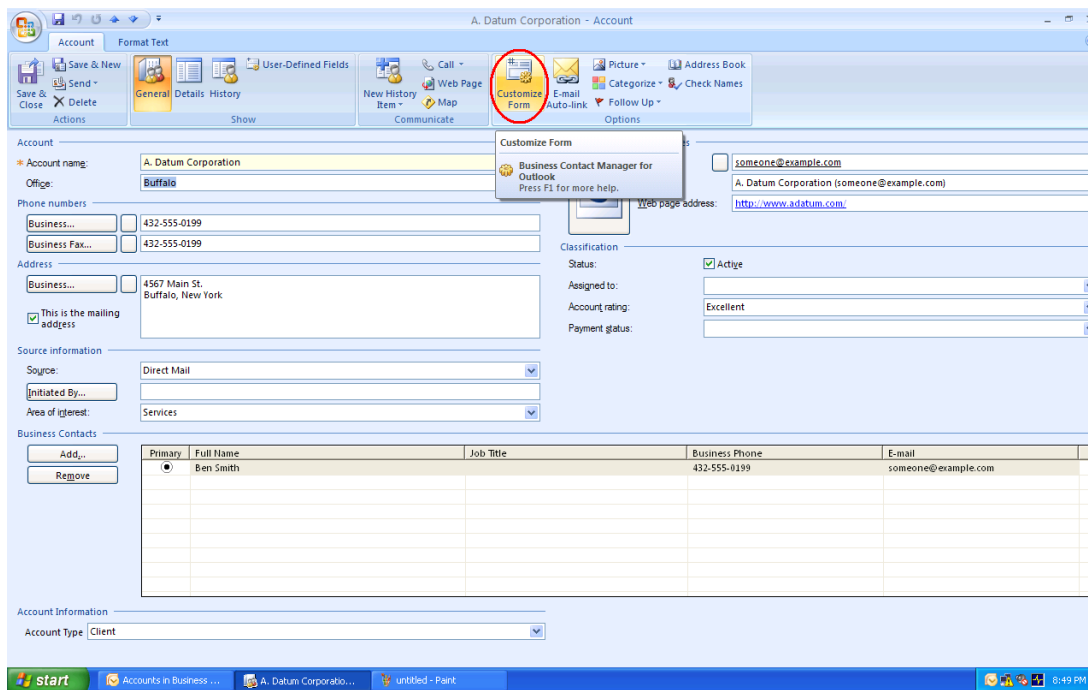 A. Datum Corporation - Account
Account Format Text
Save & Close
Save & New
Send
Delete
Actions
General Details History
User-Defined Fields
Show
New History Item
Call
Web Page
Map
Communicate
Customize Form
E-mail Auto-link
Picture
Categorize
Follow Up
Address Book
Check Names
Options
Customize Form
Business Contact Manager for Outlook
Press F1 for more help.
Account
* Account name: A. Datum Corporation
Office: Buffalo
Phone numbers
Business... 432-555-0199
Business Fax... 432-555-0199
Address
Business... 4567 Main St.
Buffalo, New York
This is the mailing address
Source information
Source: Direct Mail
Initiated By...
Area of interest: Services
someone@example.com
A. Datum Corporation (someone@example.com)
Web page address: http://www.adatum.com/
Classification
Status: Active
Assigned to:
Account rating: Excellent
Payment status:
Business Contacts
Add...
Remove
Primary Full Name Job Title Business Phone E-mail
Ben Smith 432-555-0199 someone@example.com
Account Information
Account Type Client
start Accounts in Business ... A. Datum Corporatio... untitled - Paint 8:49 PM